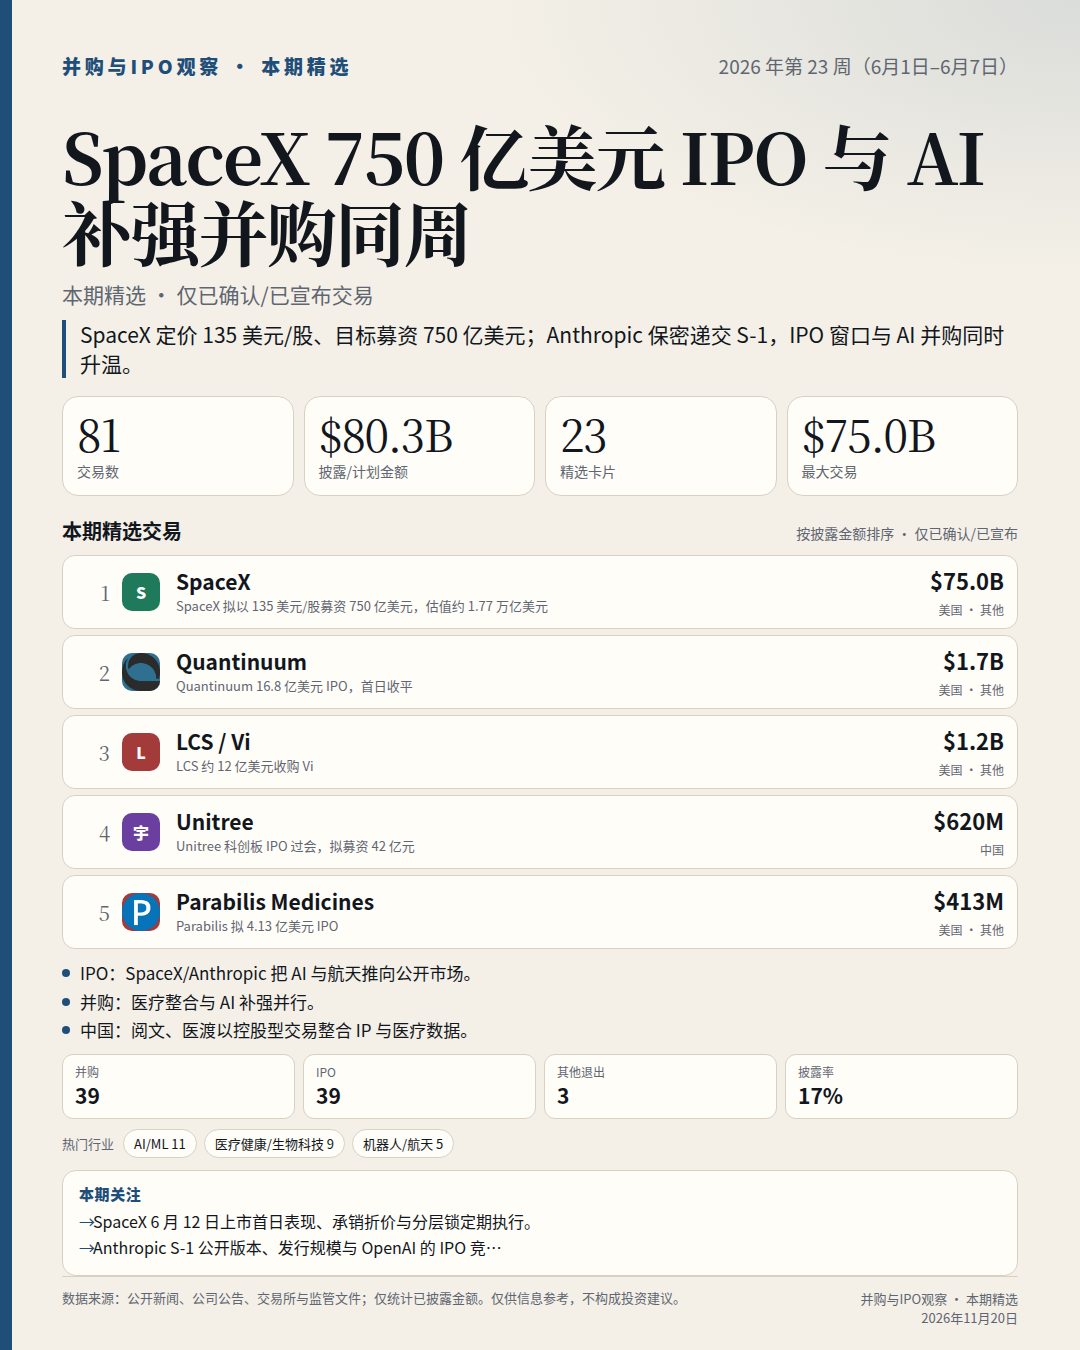 并购与IPO观察 · 本期精选
2026 年第 23 周（6月1日–6月7日）
SpaceX 750 亿美元 IPO 与 AI
补强并购同周
本期精选 · 仅已确认/已宣布交易
SpaceX 定价 135 美元/股、目标募资 750 亿美元；Anthropic 保密递交 S-1，IPO 窗口与 AI 并购同时
升温。
81
交易数
$80.3B
披露/计划金额
23
精选卡片
$75.0B
最大交易
本期精选交易
按披露金额排序 · 仅已确认/已宣布
1
S
SpaceX
SpaceX 拟以 135 美元/股募资 750 亿美元，估值约 1.77 万亿美元
$75.0B
美国 · 其他
2
Quantinuum
Quantinuum 16.8 亿美元 IPO，首日收平
$1.7B
美国 · 其他
3
L
LCS / Vi
LCS 约 12 亿美元收购 Vi
$1.2B
美国 · 其他
4
宇
Unitree
Unitree 科创板 IPO 过会，拟募资 42 亿元
$620M
中国
5
P
Parabilis Medicines
Parabilis 拟 4.13 亿美元 IPO
$413M
美国 · 其他
IPO：SpaceX/Anthropic 把 AI 与航天推向公开市场。
并购：医疗整合与 AI 补强并行。
中国：阅文、医渡以控股型交易整合 IP 与医疗数据。
并购
39
IPO
39
其他退出
3
披露率
17%
热门行业
AI/ML 11
医疗健康/生物科技 9
机器人/航天 5
本期关注
→SpaceX 6 月 12 日上市首日表现、承销折价与分层锁定期执行。
→Anthropic S-1 公开版本、发行规模与 OpenAI 的 IPO 竞…
数据来源：公开新闻、公司公告、交易所与监管文件；仅统计已披露金额。仅供信息参考，不构成投资建议。
并购与IPO观察 · 本期精选
2026年11月20日